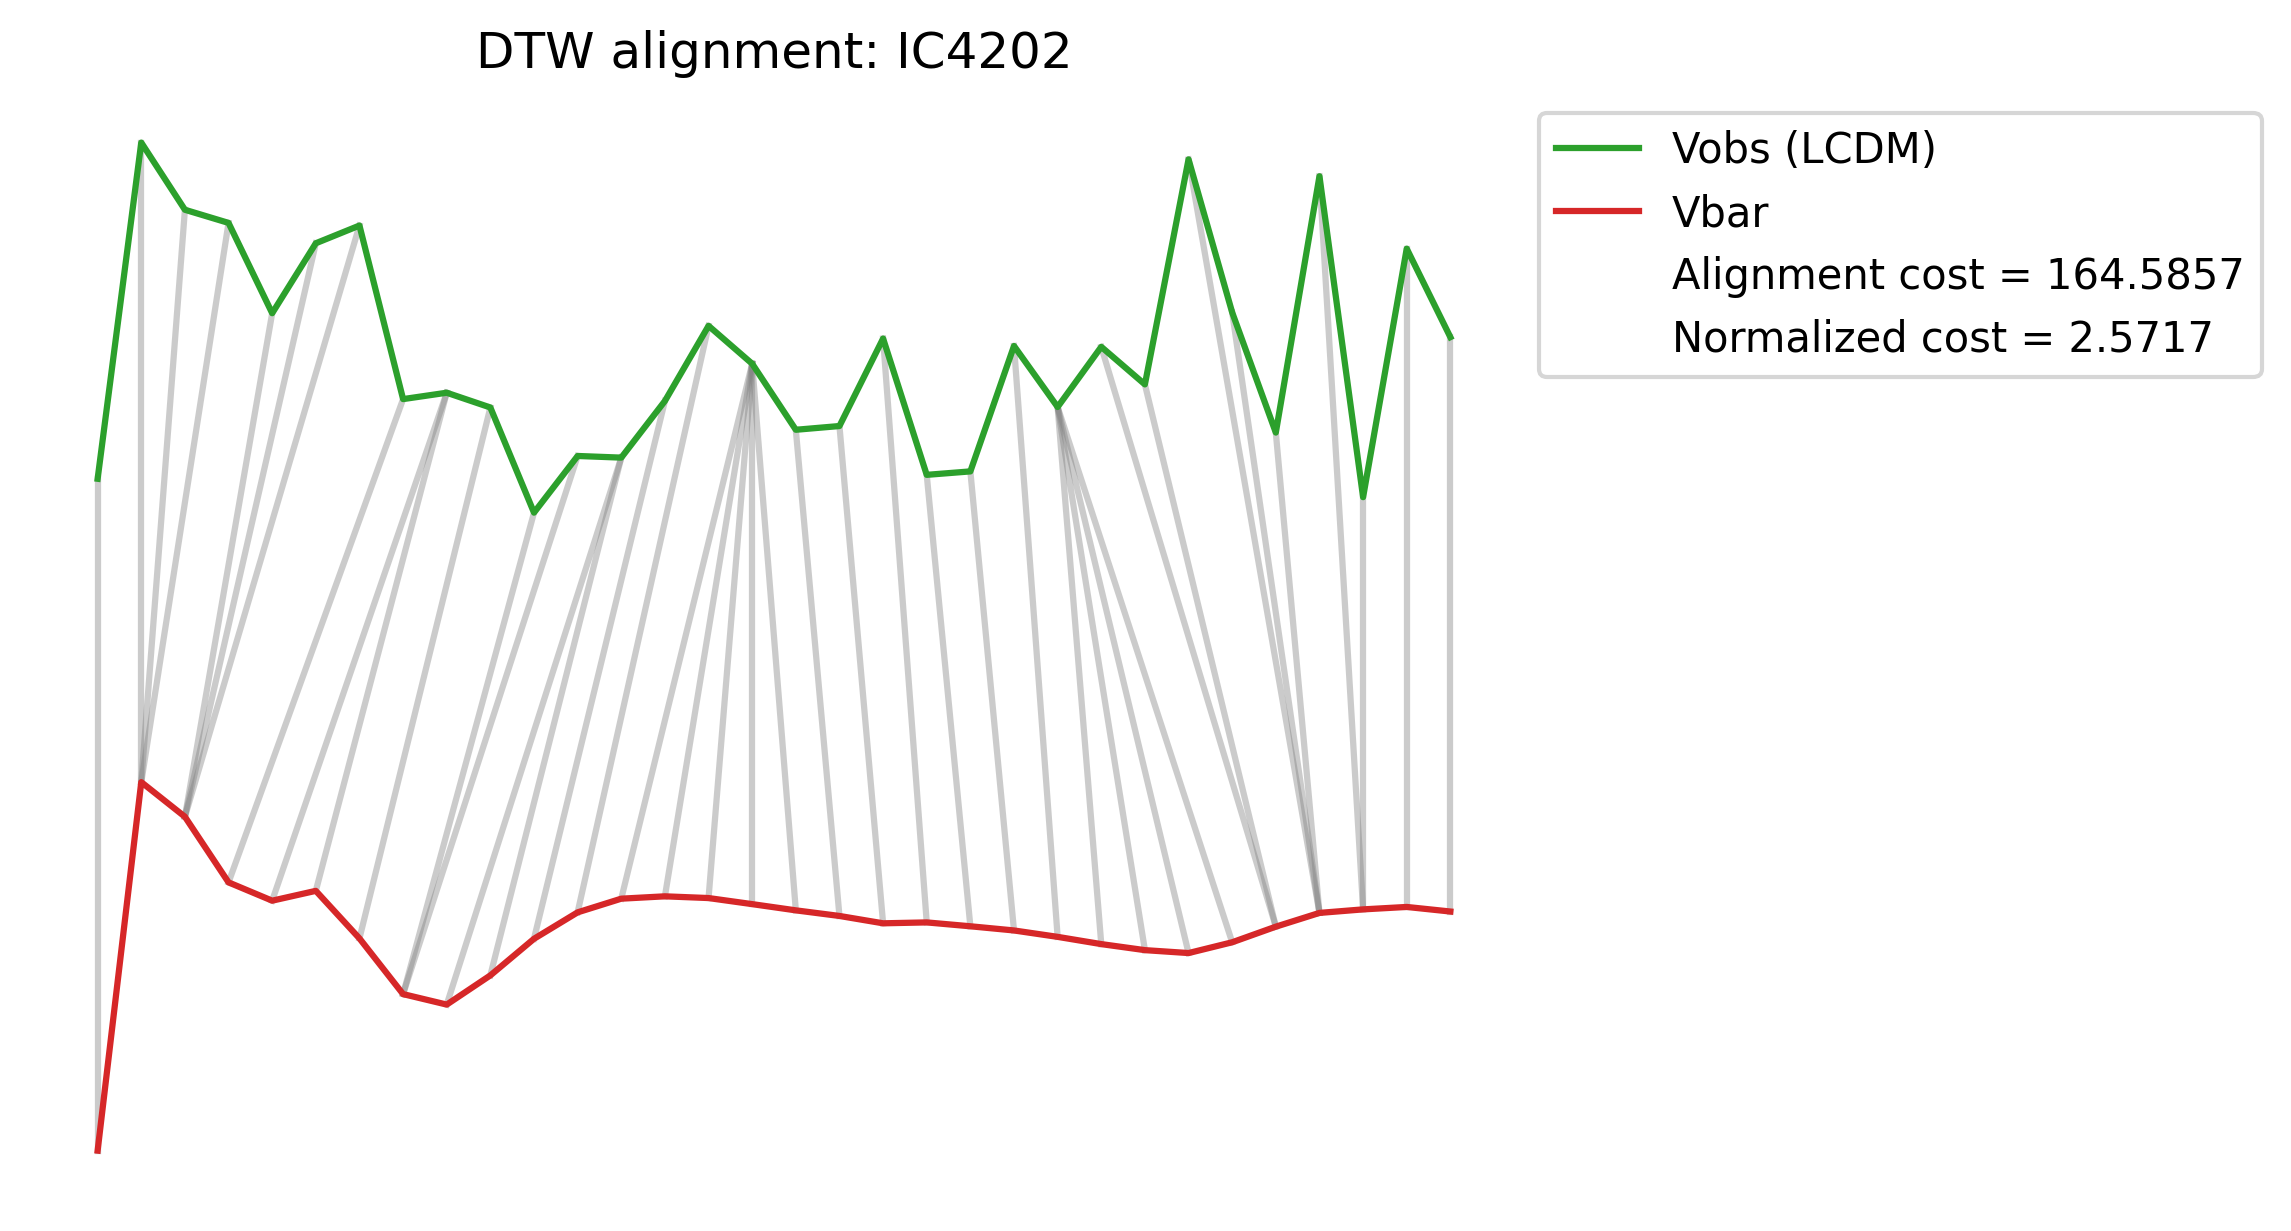 DTW alignment: IC4202
Vobs (LCDM)
Vbar
Alignment cost = 164.5857
Normalized cost = 2.5717